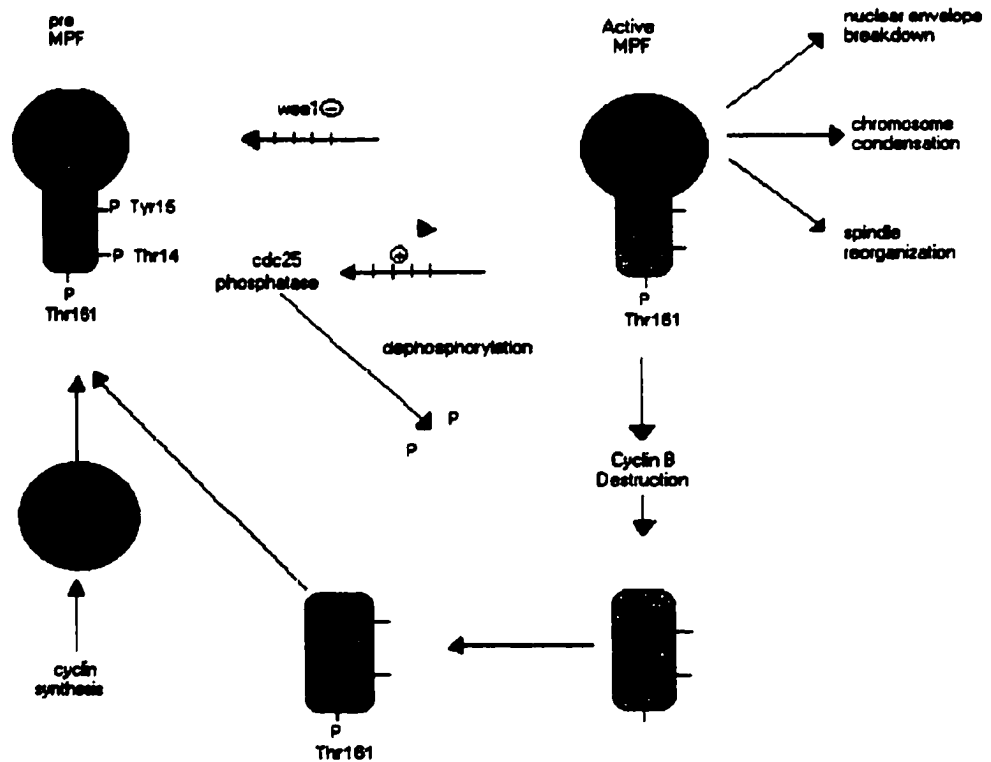 pre
MPF
Active
MPF
nuclear envelope
breakdown
wee1 ⊖
chromosome
condensation
P Tyr15
P Thr14
P
Thr161
spindle
reorganization
cdc25
phosphatase
⊕
P
Thr161
dephosphorylation
P
P
Cyclin B
Destruction
cyclin
synthesis
P
Thr161